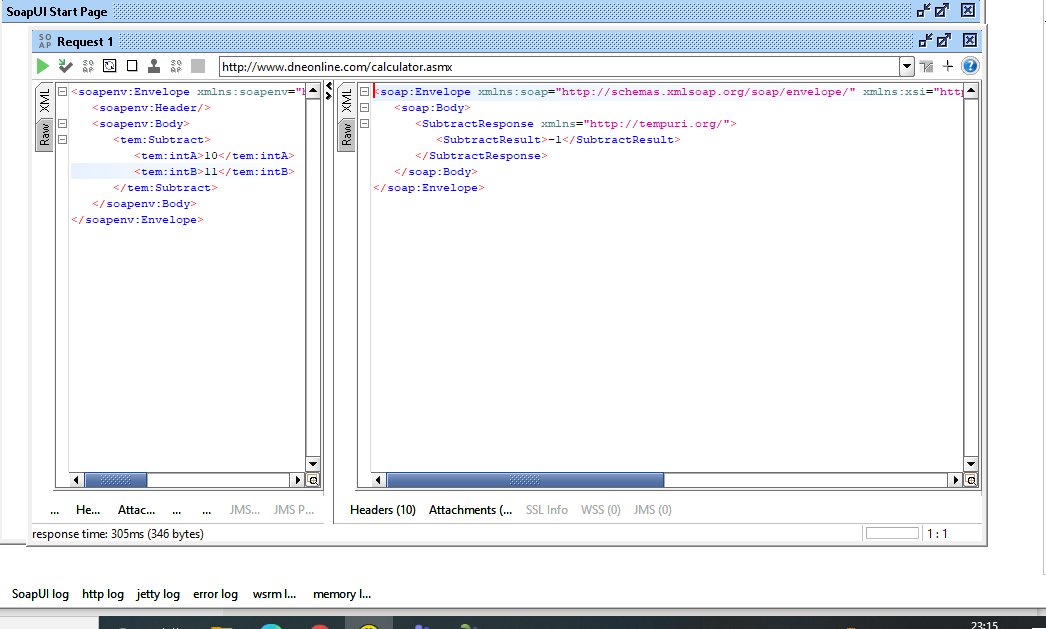 SoapUI Start Page
SO AP Request 1
SO AP SO AP http://www.dneonline.com/calculator.asmx ?
XML
Raw
<soapenv:Envelope xmlns:soapenv="h
<soapenv:Header/>
<soapenv:Body>
<tem:Subtract>
<tem:intA>10</tem:intA>
<tem:intB>11</tem:intB>
</tem:Subtract>
</soapenv:Body>
</soapenv:Envelope>
XML
Raw
<soap:Envelope xmlns:soap="http://schemas.xmlsoap.org/soap/envelope/" xmlns:xsi="http
<soap:Body>
<SubtractResponse xmlns="http://tempuri.org/">
<SubtractResult>-1</SubtractResult>
</SubtractResponse>
</soap:Body>
</soap:Envelope>
... He... Attac... ... ... JMS... JMS P...
Headers (10) Attachments (... SSL Info WSS (0) JMS (0)
response time: 305ms (346 bytes)
1 : 1
SoapUI log http log jetty log error log wsrm l... memory l...
23:15